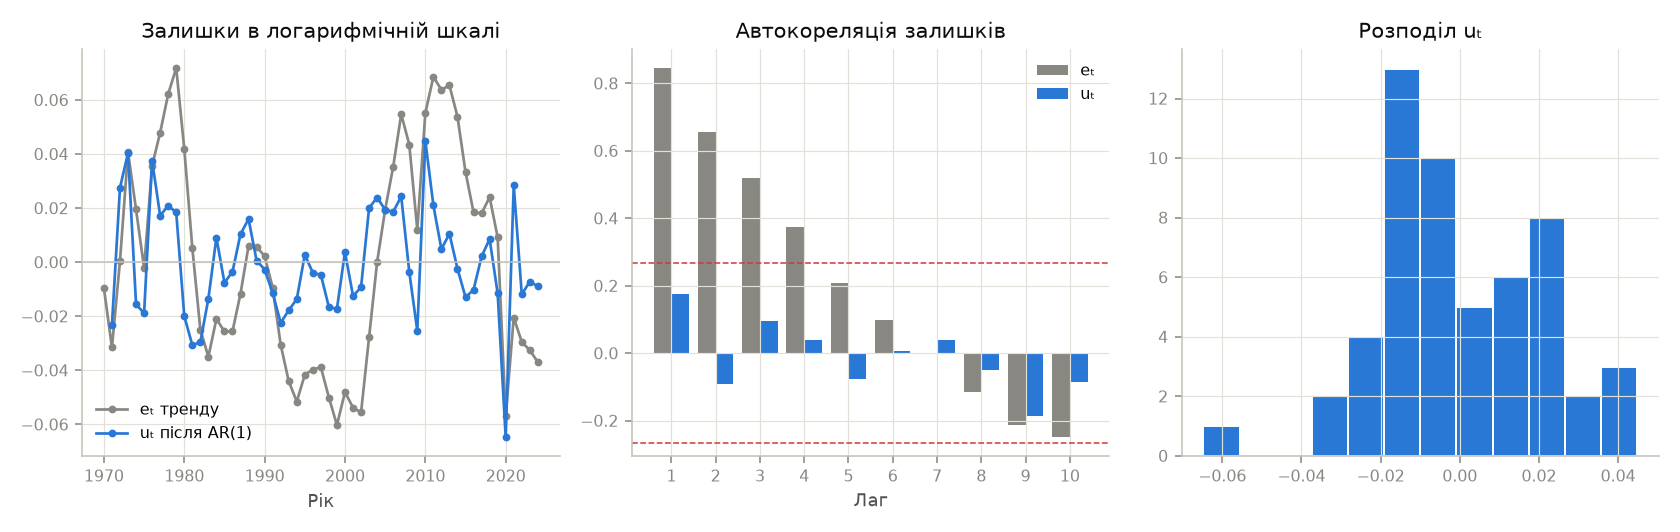 Залишки в логарифмічній шкалі
0.06
0.04
0.02
0.00
−0.02
−0.04
−0.06
eₜ тренду
uₜ після AR(1)
1970 1980 1990 2000 2010 2020
Рік
Автокореляція залишків
0.8
0.6
0.4
0.2
0.0
−0.2
eₜ
uₜ
1 2 3 4 5 6 7 8 9 10
Лаг
Розподіл uₜ
12
10
8
6
4
2
0
−0.06 −0.04 −0.02 0.00 0.02 0.04